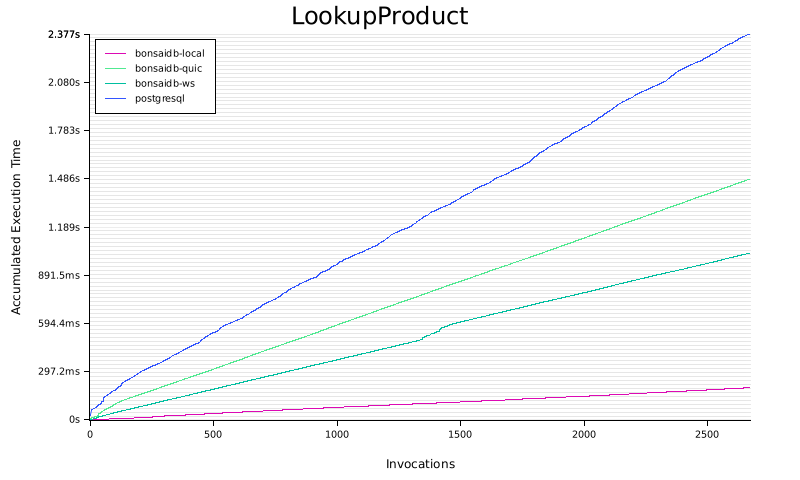 LookupProduct
2.377s
2.080s
1.783s
1.486s
1.189s
891.5ms
594.4ms
297.2ms
0s
bonsaidb-local
bonsaidb-quic
bonsaidb-ws
postgresql
Accumulated Execution Time
0
500
1000
1500
2000
2500
Invocations